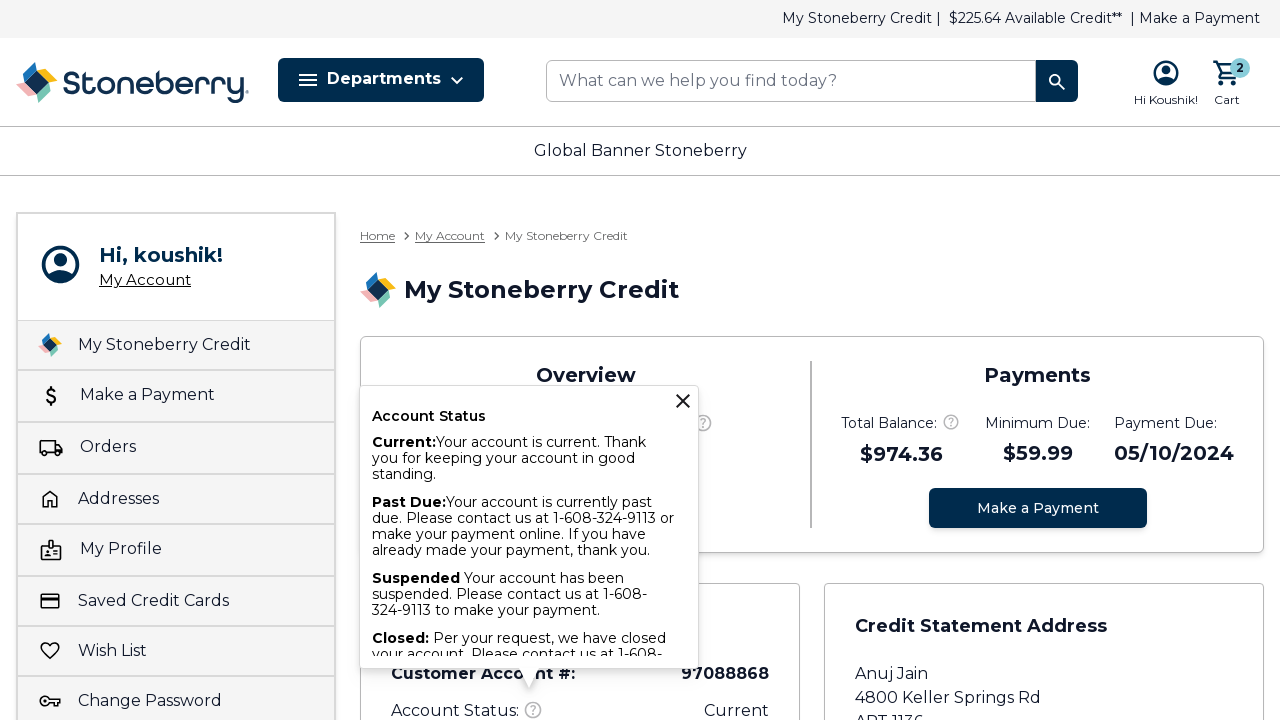 My Stoneberry Credit | $225.64 Available Credit** | Make a Payment
Stoneberry.
Departments
What can we help you find today?
Hi Koushik!
2
Cart
Global Banner Stoneberry
Hi, koushik!
My Account
My Stoneberry Credit
Make a Payment
Orders
Addresses
My Profile
Saved Credit Cards
Wish List
Change Password
Home > My Account > My Stoneberry Credit
My Stoneberry Credit
Overview
Account Status
Current:Your account is current. Thank
you for keeping your account in good
standing.
Past Due:Your account is currently past
due. Please contact us at 1-608-324-9113 or
make your payment online. If you have
already made your payment, thank you.
Suspended Your account has been
suspended. Please contact us at 1-608-
324-9113 to make your payment.
Closed: Per your request, we have closed
your account. Please contact us at 1-608-
Payments
Total Balance: ?
$974.36
Minimum Due:
$59.99
Payment Due:
05/10/2024
Make a Payment
Customer Account #: 97088868
Account Status: ? Current
Credit Statement Address
Anuj Jain
4800 Keller Springs Rd
APT 1136